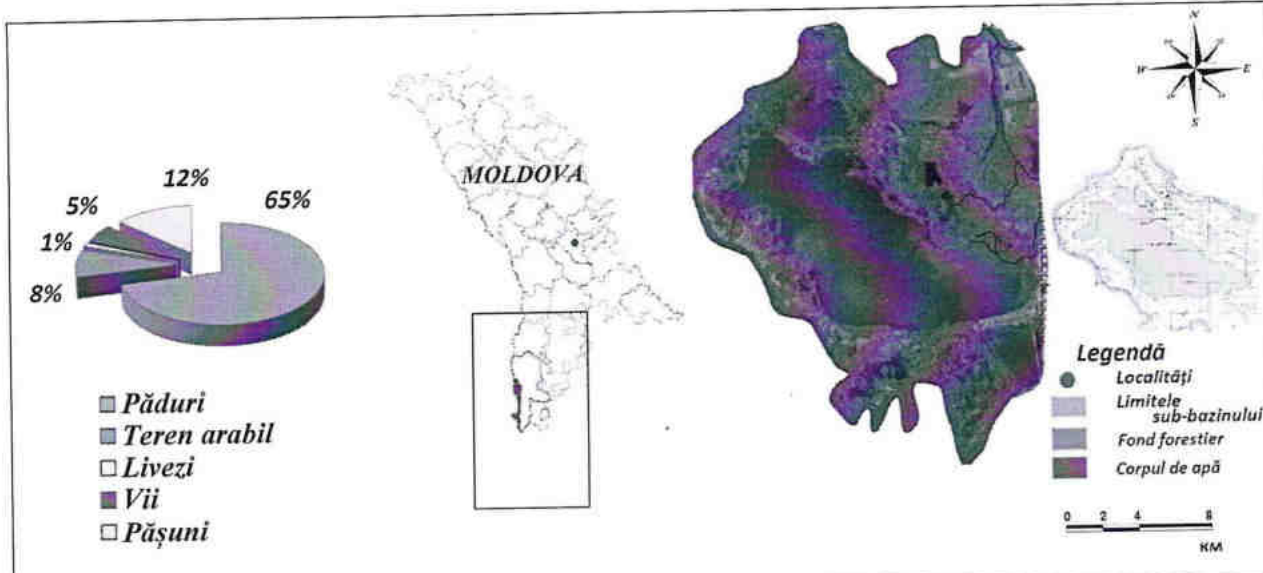 12%
65%
5%
1%
8%
Păduri
Teren arabil
Livezi
Vii
Pășuni
MOLDOVA
N
W E
S
Legendă
Localități
Limitele
sub-bazinului
Fond forestier
Corpul de apă
0 2 4 8
KM